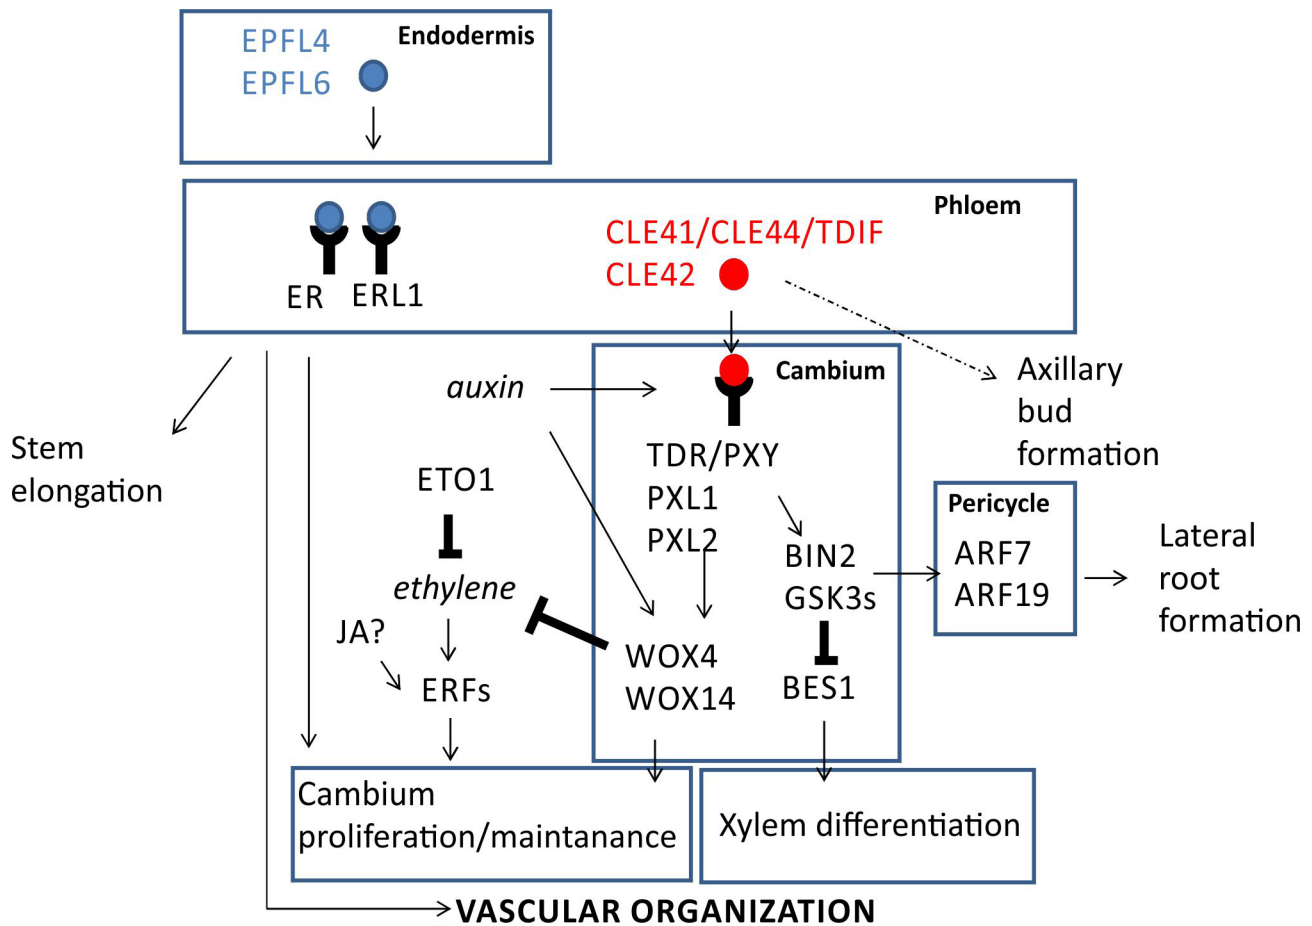 EPFL4
EPFL6
Endodermis
Phloem
CLE41/CLE44/TDIF
CLE42
ER
ERL1
Cambium
auxin
Axillary
bud
formation
Stem
elongation
TDR/PXY
PXL1
PXL2
ETO1
ethylene
BIN2
GSK3s
Pericycle
ARF7
ARF19
Lateral
root
formation
JA?
ERFs
WOX4
WOX14
BES1
Cambium
proliferation/maintanance
Xylem differentiation
VASCULAR ORGANIZATION